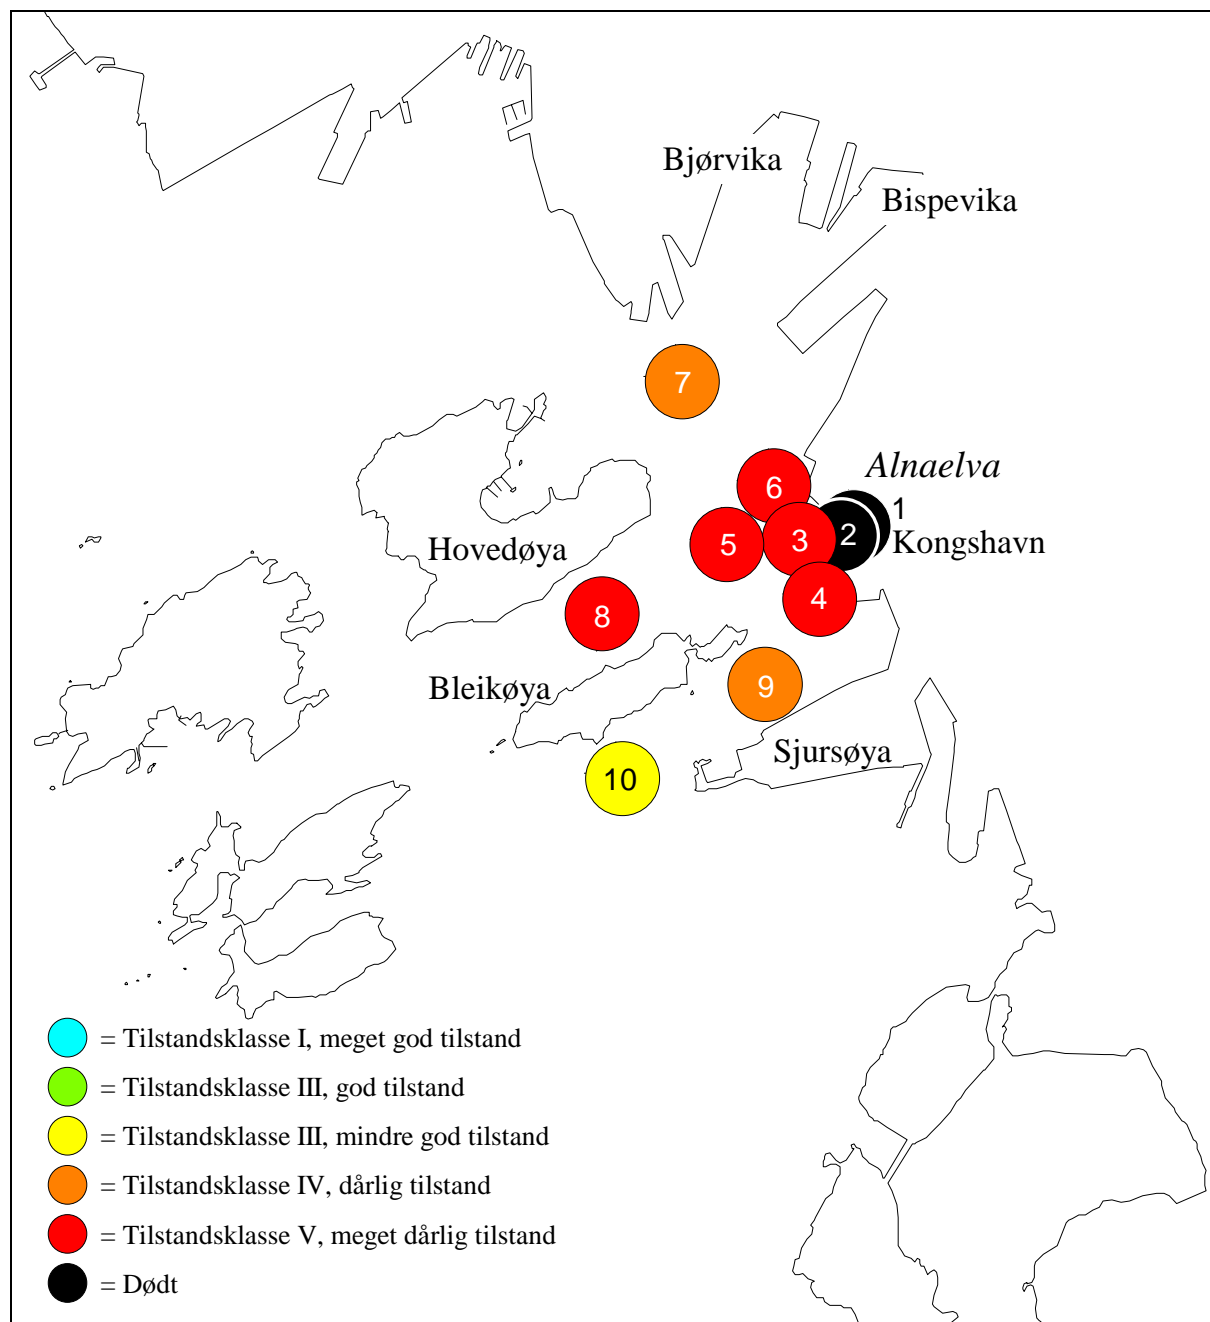 Bjørvika
Bispevika
7
Alnaelva
6
1
2
3
5
Kongshavn
Hovedøya
4
8
9
Bleikøya
Sjursøya
10
= Tilstandsklasse I, meget god tilstand
= Tilstandsklasse III, god tilstand
= Tilstandsklasse III, mindre god tilstand
= Tilstandsklasse IV, dårlig tilstand
= Tilstandsklasse V, meget dårlig tilstand
= Dødt